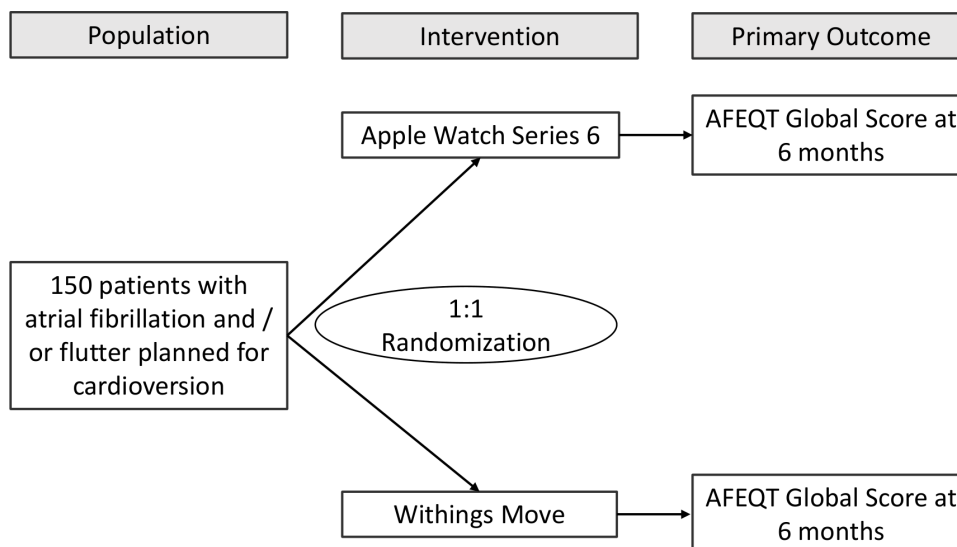 Population
Intervention
Primary Outcome
Apple Watch Series 6
AFEQT Global Score at
6 months
150 patients with
atrial fibrillation and /
or flutter planned for
cardioversion
1:1
Randomization
Withings Move
AFEQT Global Score at
6 months